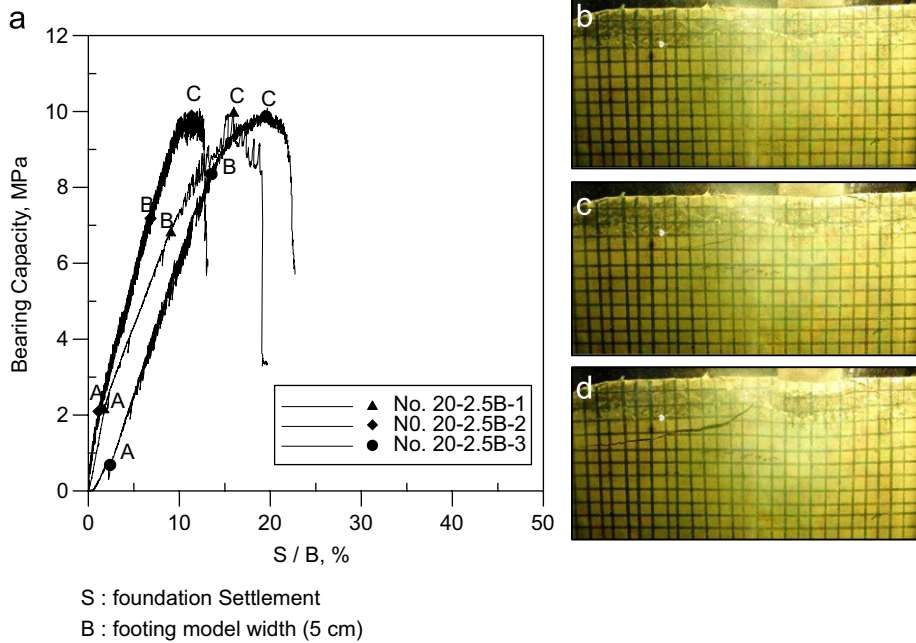 a
12
10
8
6
4
2
0
Bearing Capacity, MPa
C
C
C
B
B
B
A
A
A
No. 20-2.5B-1
N0. 20-2.5B-2
No. 20-2.5B-3
0
10
20
30
40
50
S / B, %
S : foundation Settlement
B : footing model width (5 cm)
b
c
d